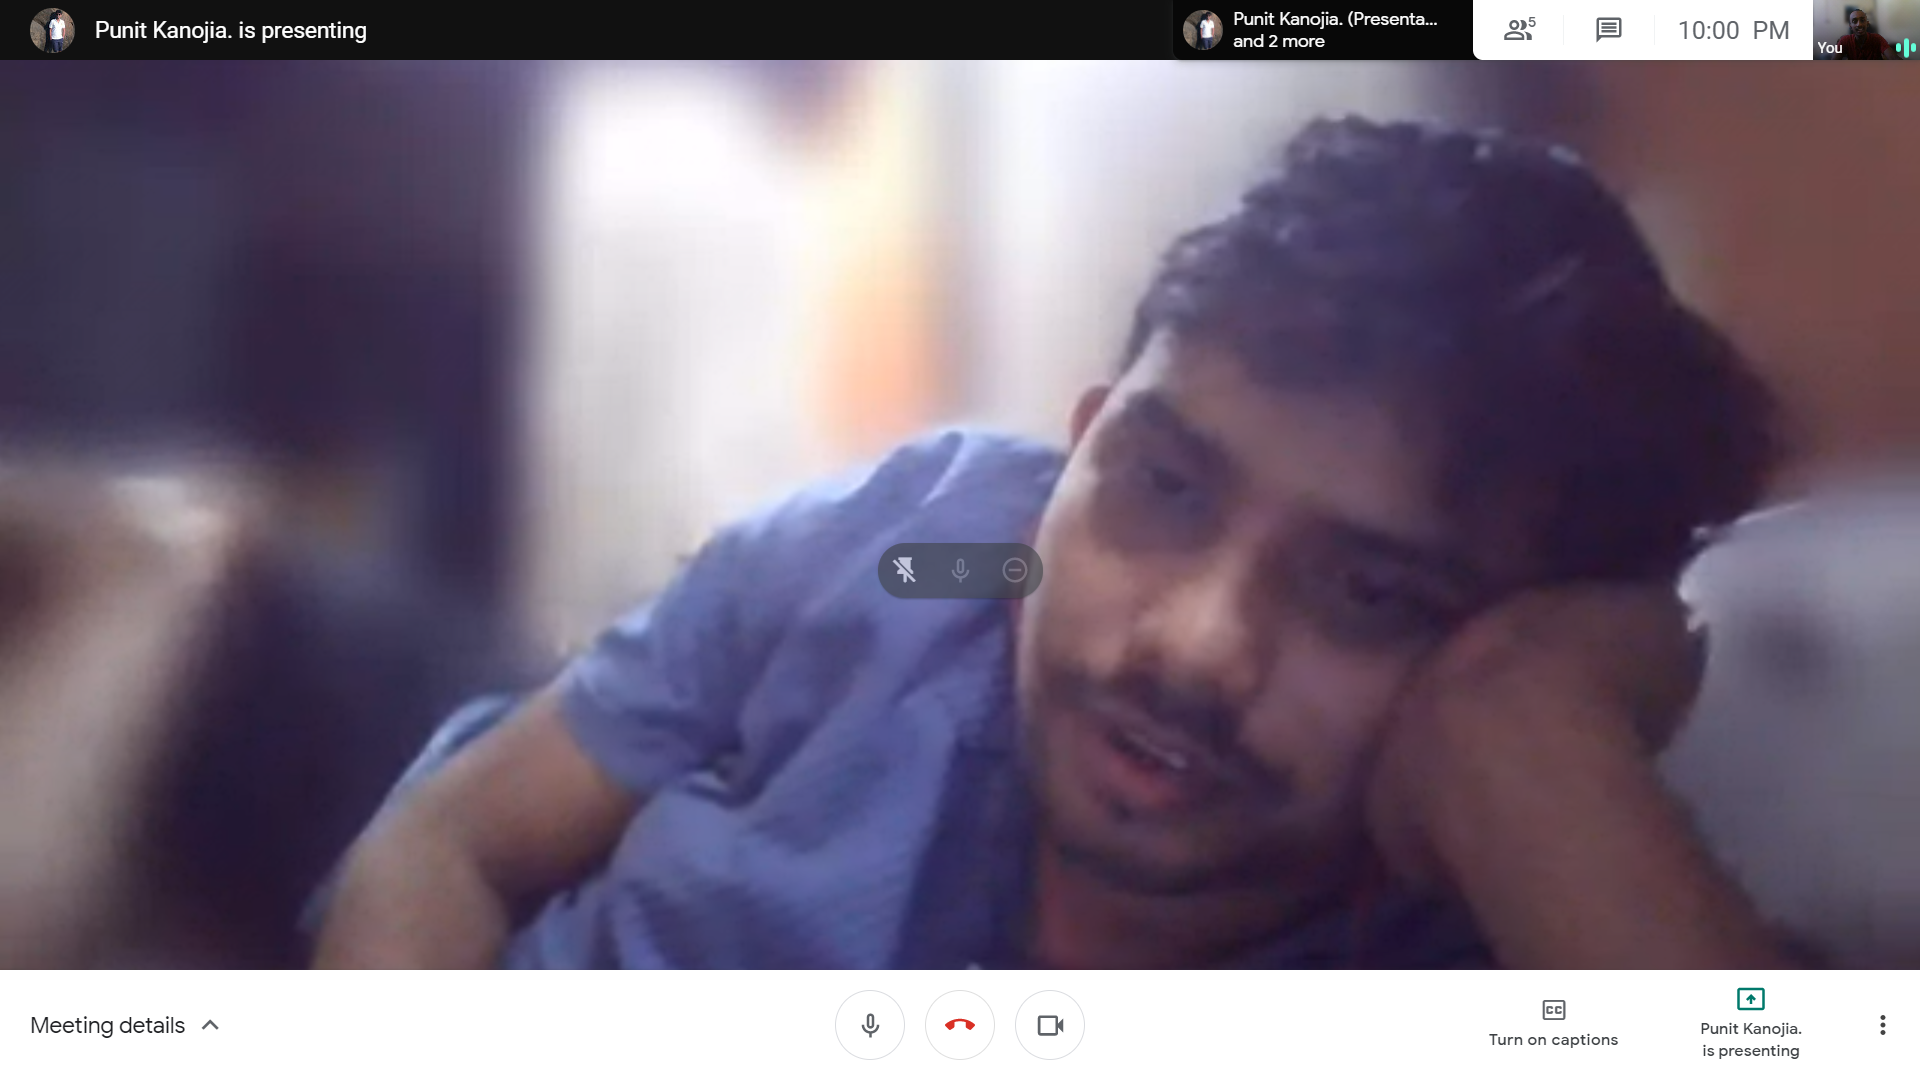 Punit Kanojia. is presenting
Punit Kanojia. (Presenta...
and 2 more
5
10:00 PM
You
Meeting details
Turn on captions
Punit Kanojia.
is presenting